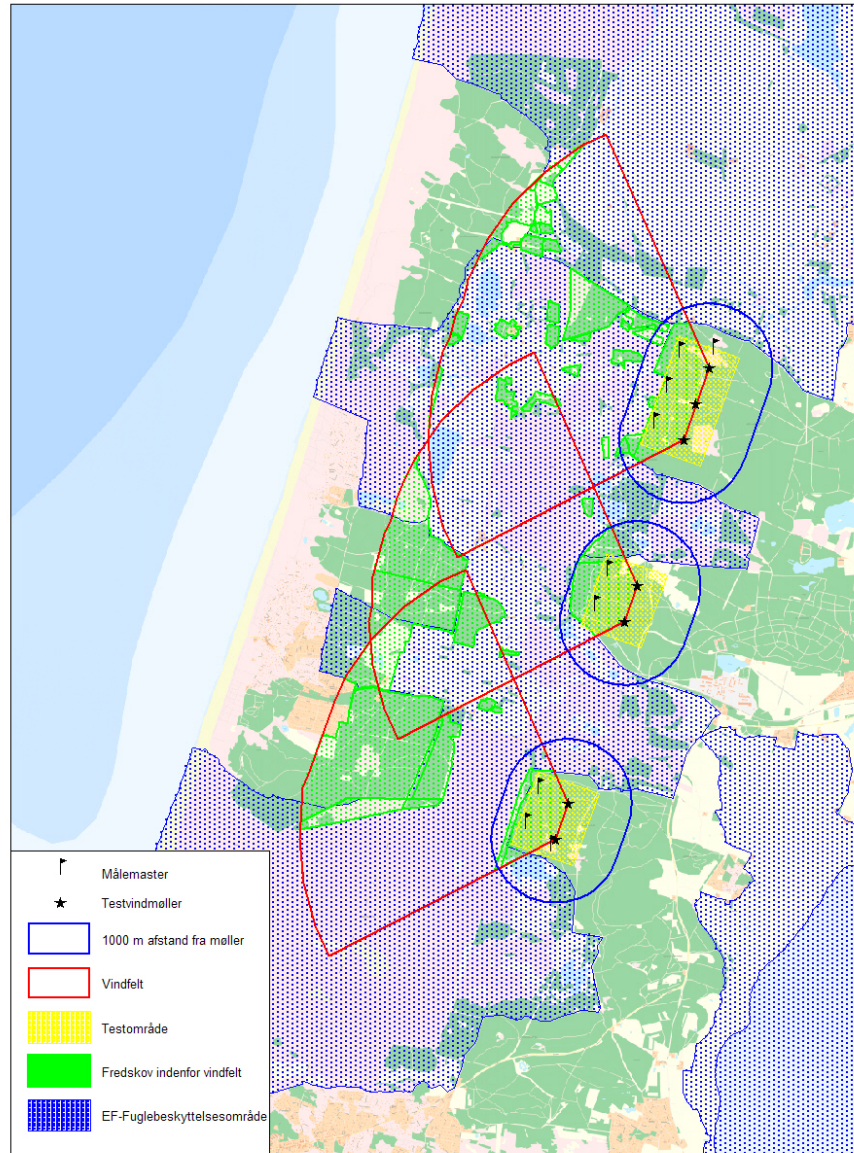 Målemaster
Testvindmøller
1000 m afstand fra møller
Vindfelt
Testområde
Fredskov indenfor vindfelt
EF-Fuglebeskyttelsesområde